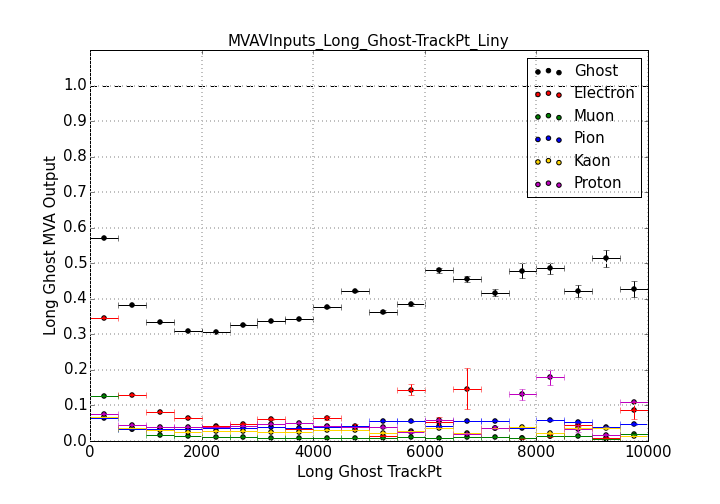 MVAVInputs_Long_Ghost-TrackPt_Liny
Long Ghost MVA Output
1.0
0.9
0.8
0.7
0.6
0.5
0.4
0.3
0.2
0.1
0.0
Ghost
Electron
Muon
Pion
Kaon
Proton
0 2000 4000 6000 8000 10000
Long Ghost TrackPt